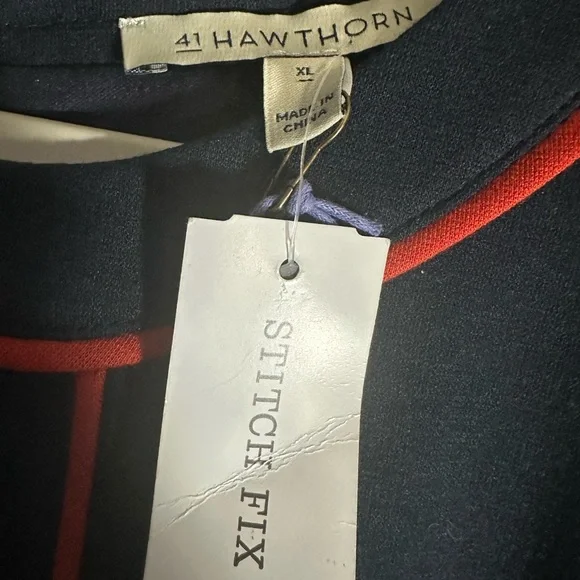 41 HAWTHORN
XL
MADE IN
CHINA
STITCH FIX